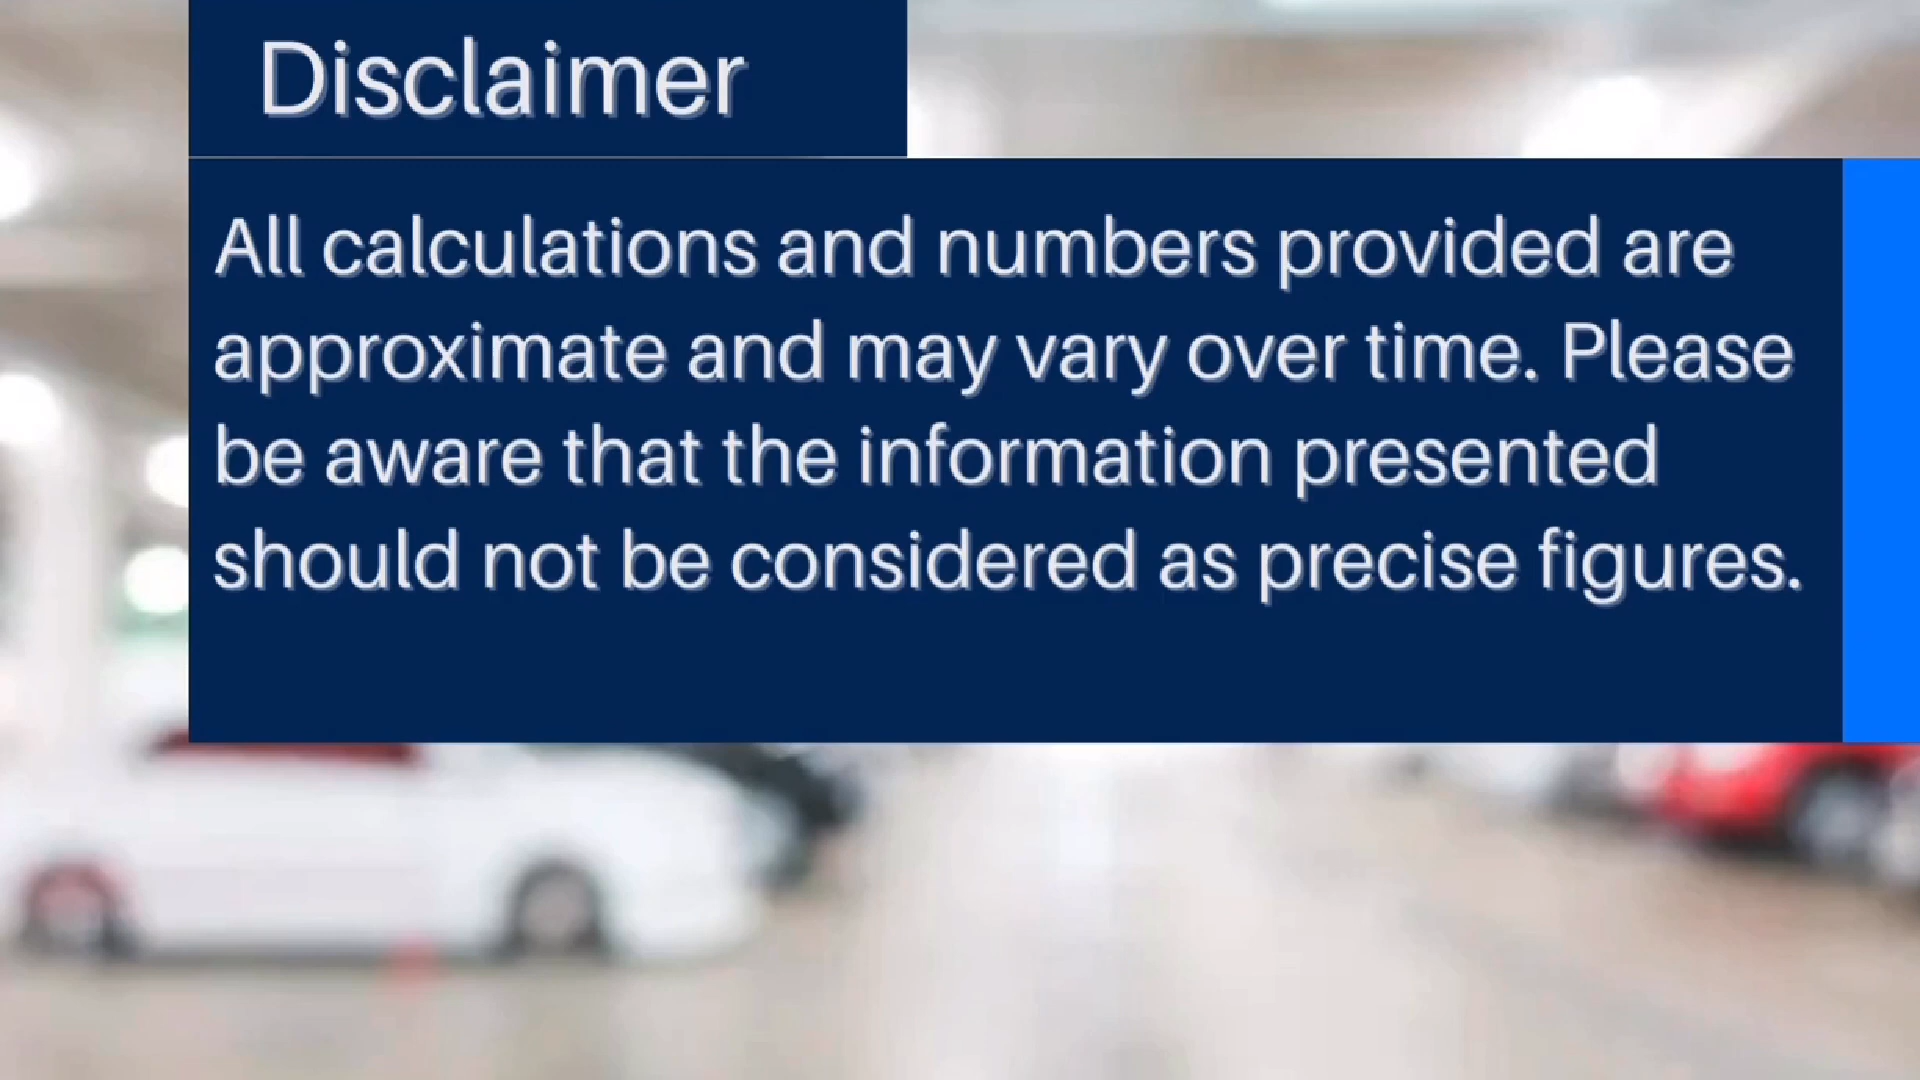 Disclaimer
All calculations and numbers provided are
approximate and may vary over time. Please
be aware that the information presented
should not be considered as precise figures.